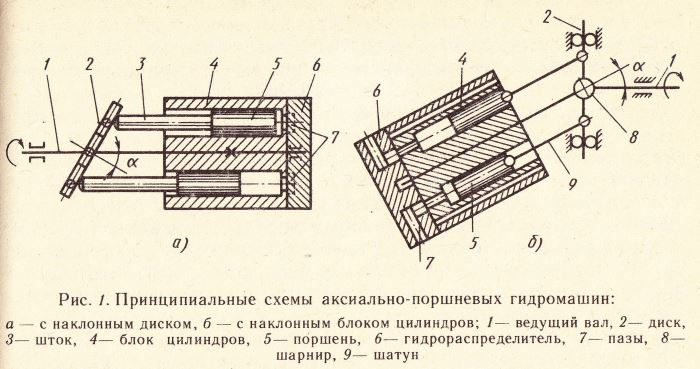 1 2 3 4 5 6
7
α
а)
2 1
4
α
6
8
9
5
7
б)
Рис. 1. Принципиальные схемы аксиально-поршневых гидромашин:
а — с наклонным диском, б — с наклонным блоком цилиндров; 1— ведущий вал, 2— диск,
3— шток, 4— блок цилиндров, 5— поршень, 6— гидрораспределитель, 7— пазы, 8—
шарнир, 9— шатун